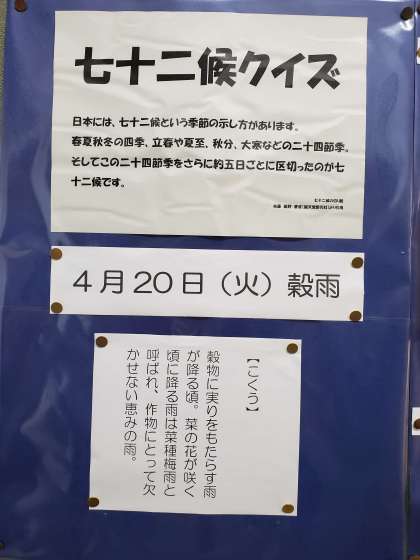 七十二候クイズ
日本には、七十二候という季節の示し方があります。
春夏秋冬の四季、立春や夏至、秋分、大寒などの二十四節季。
そしてこの二十四節季をさらに約五日ごとに区切ったのが七
十二候です。
4月20日（火）穀雨
【こくう】
穀物に実りをもたらす雨
が降る頃。菜の花が咲く
頃に降る雨は菜種梅雨と
呼ばれ、作物にとって欠
かせない恵みの雨。